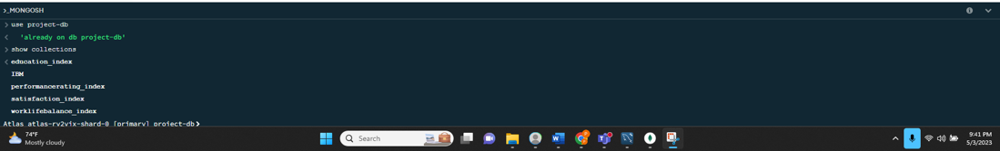 >_MONGOSH
> use project-db
< 'already on db project-db'
> show collections
< education_index
IBM
performancerating_index
satisfaction_index
worklifebalance_index
Atlas atlas-ry2vjx-shard-0 [primary] project-db>
74°F
Mostly cloudy
Search
9:41 PM
5/3/2023